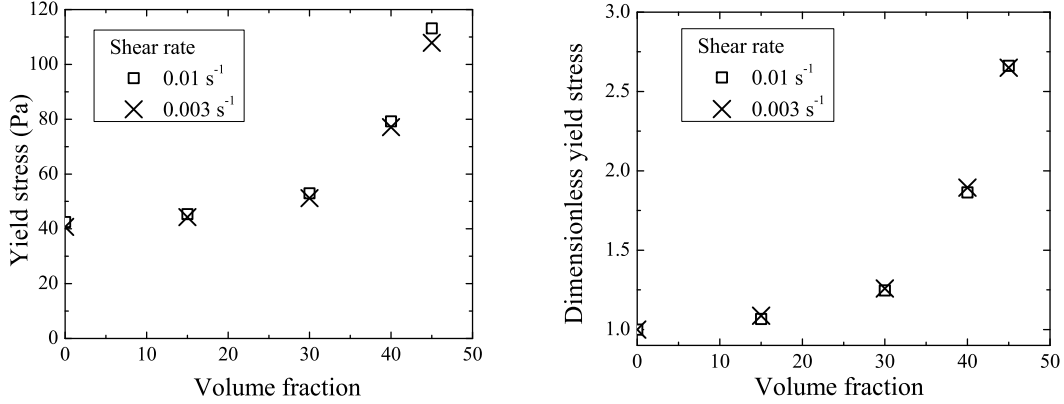 120
100
80
60
40
20
0
Yield stress (Pa)
Shear rate
0.01 s⁻¹
0.003 s⁻¹
0 10 20 30 40 50
Volume fraction
3.0
2.5
2.0
1.5
1.0
Dimensionless yield stress
Shear rate
0.01 s⁻¹
0.003 s⁻¹
0 10 20 30 40 50
Volume fraction